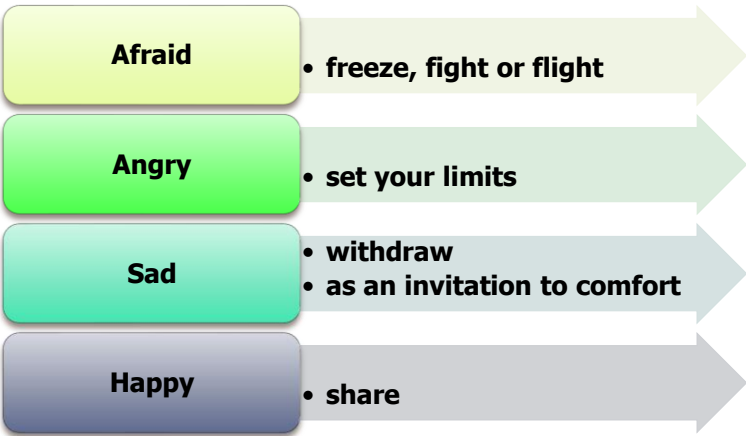 Afraid
• freeze, fight or flight
Angry
• set your limits
Sad
• withdraw
• as an invitation to comfort
Happy
• share